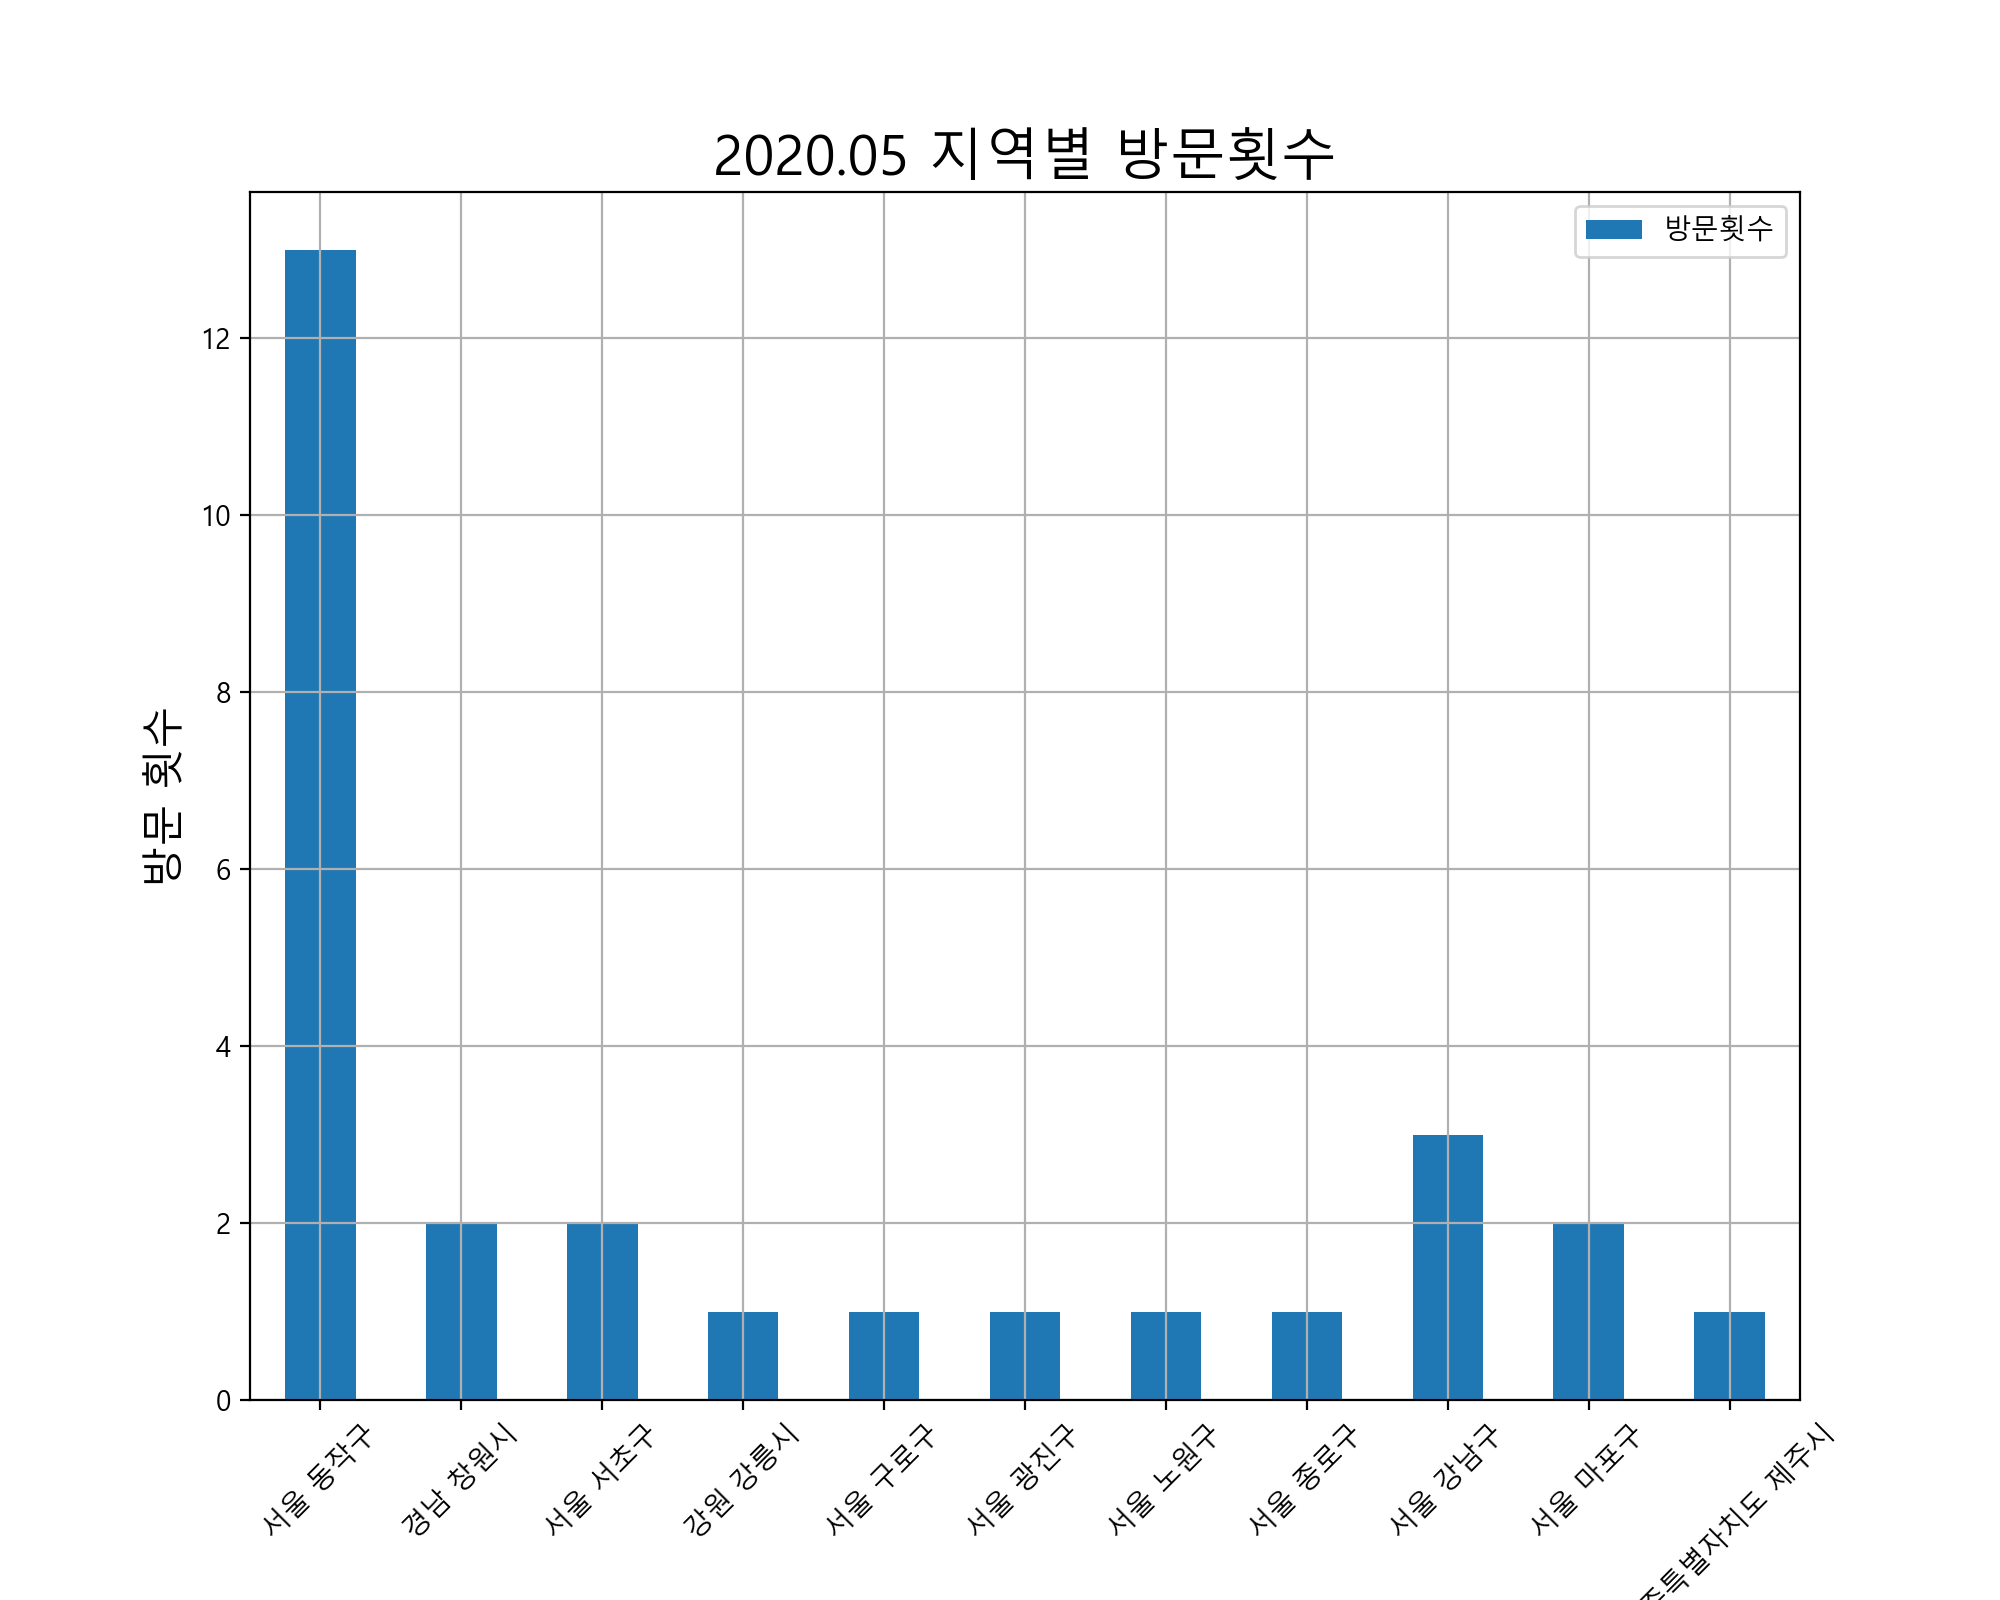 2020.05 지역별 방문횟수
방문횟수
방문 횟수
12
10
8
6
4
2
0
서울 동작구
경남 창원시
서울 서초구
강원 강릉시
서울 구로구
서울 광진구
서울 노원구
서울 종로구
서울 강남구
서울 마포구
주특별자치도 제주시